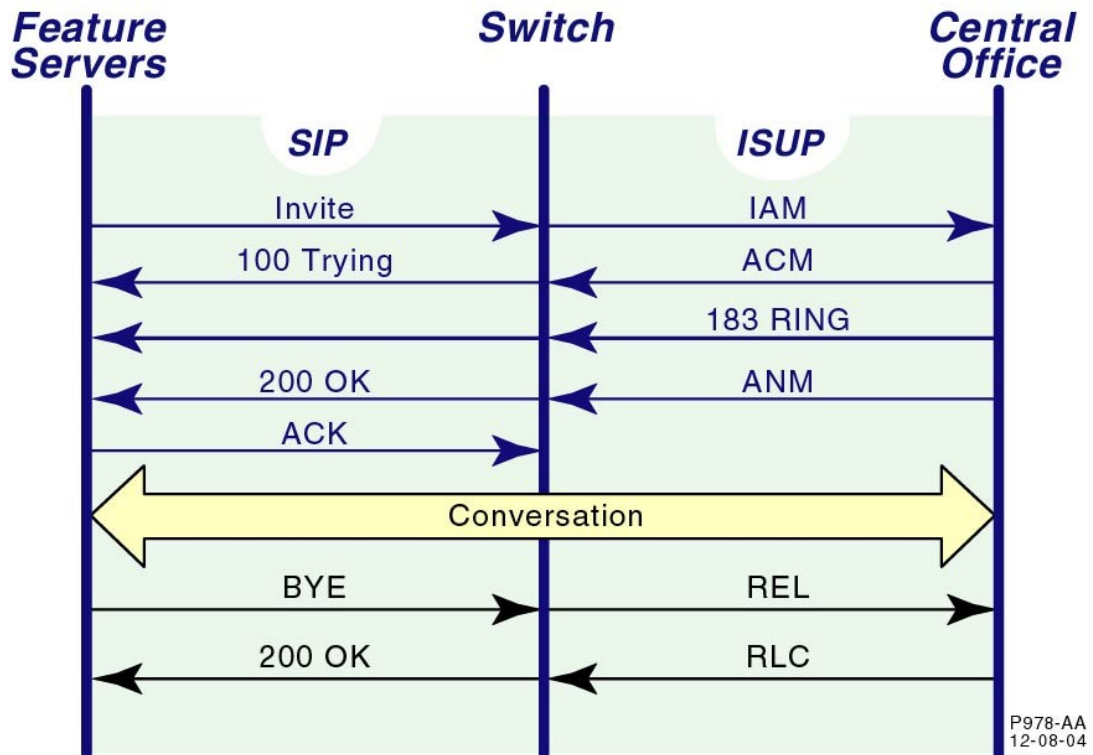 Feature
Servers
Switch
Central
Office
SIP
ISUP
Invite
IAM
100 Trying
ACM
183 RING
200 OK
ANM
ACK
Conversation
BYE
REL
200 OK
RLC
P978-AA
12-08-04